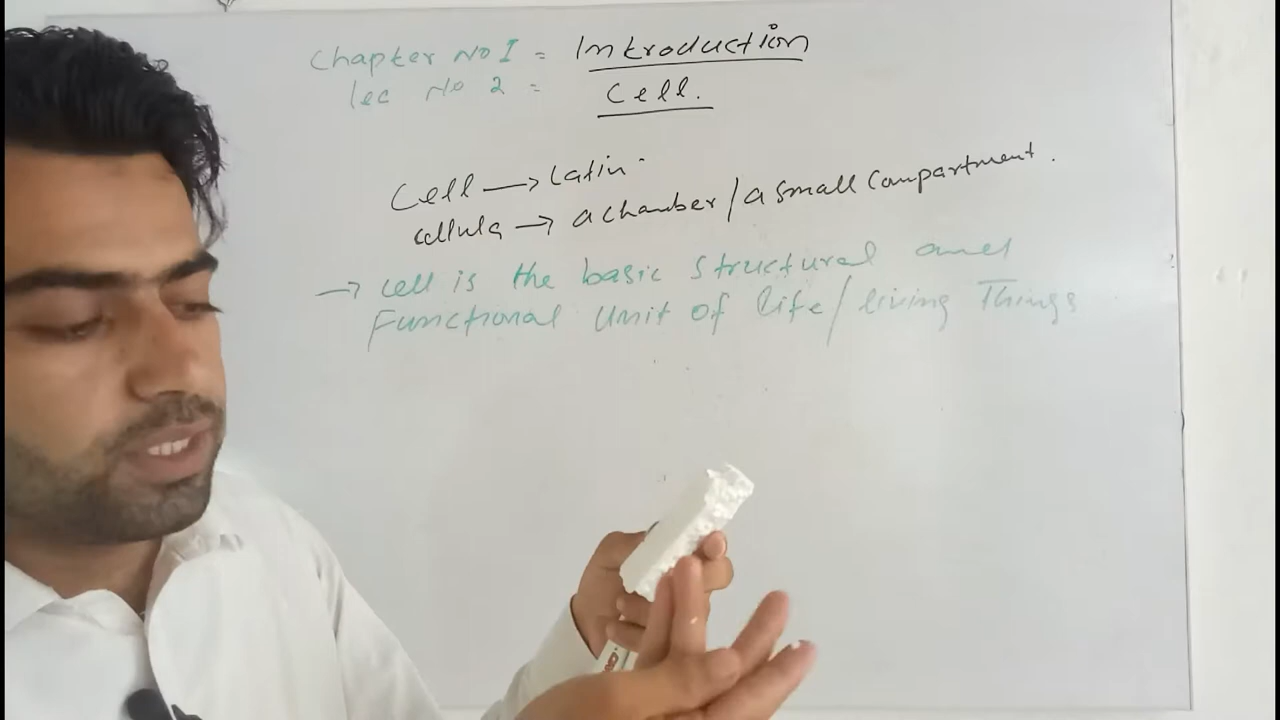 Chapter No I = Introduction
lec No 2 = Cell.
Cell → Latin
cellula → a chamber / a small Compartment.
→ cell is the basic structural and
Functional Unit of life / living Things